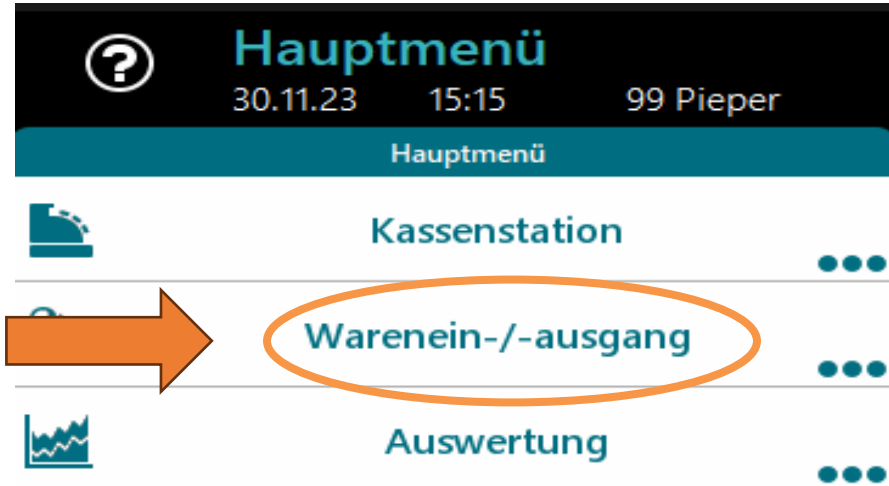 Hauptmenü
30.11.23 15:15 99 Pieper
Hauptmenü
Kassenstation
Warenein-/-ausgang
Auswertung